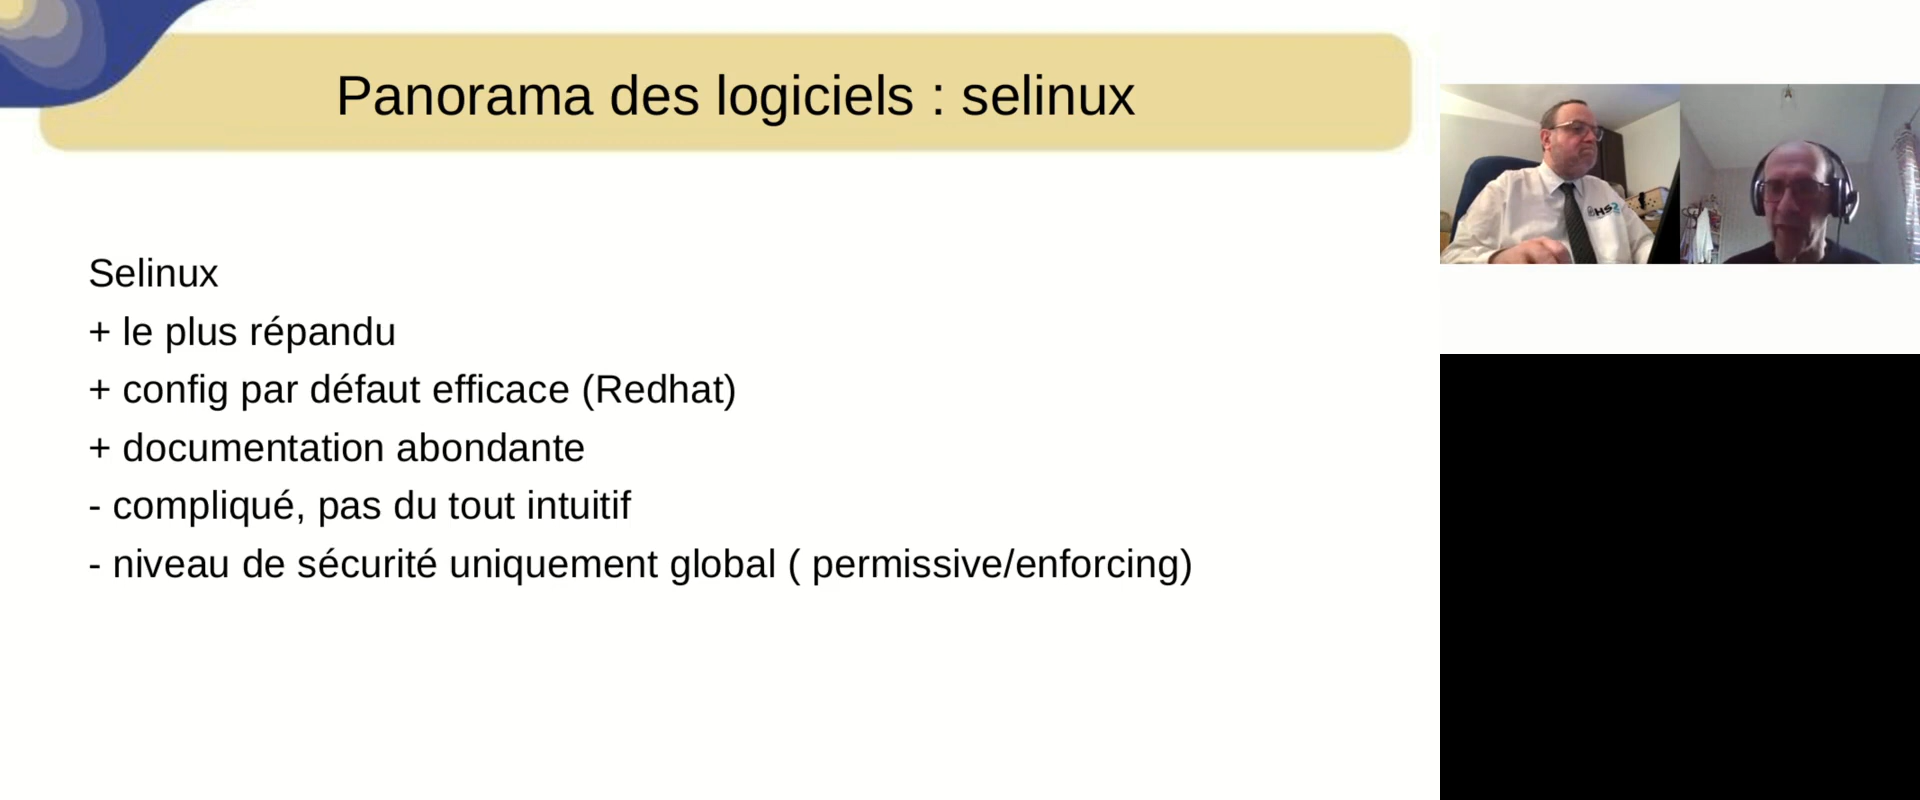 Panorama des logiciels : selinux
Selinux
+ le plus répandu
+ config par défaut efficace (Redhat)
+ documentation abondante
- compliqué, pas du tout intuitif
- niveau de sécurité uniquement global ( permissive/enforcing)
HS2